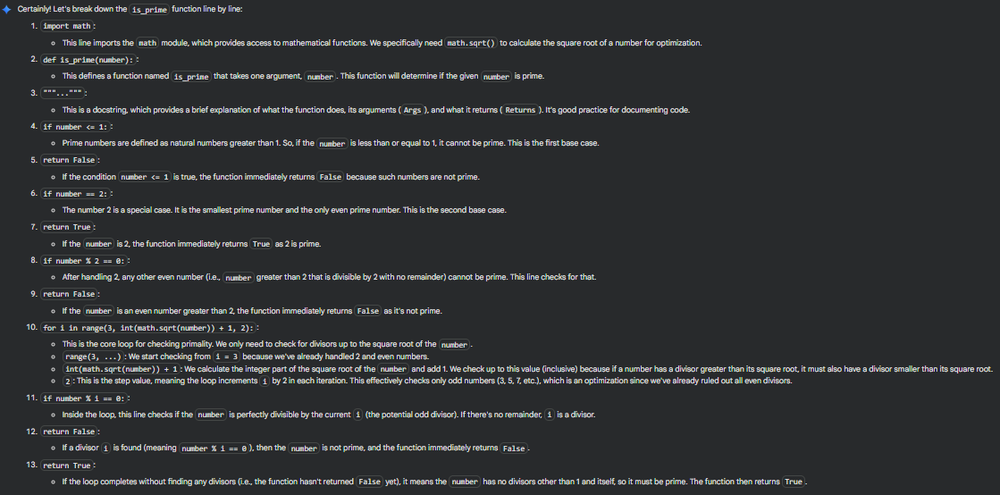 Certainly! Let's break down the is_prime function line by line:
1. import math:
This line imports the math module, which provides access to mathematical functions. We specifically need math.sqrt() to calculate the square root of a number for optimization.
2. def is_prime(number)::
This defines a function named is_prime that takes one argument, number. This function will determine if the given number is prime.
3. """...""":
This is a docstring, which provides a brief explanation of what the function does, its arguments (Args), and what it returns (Returns). It's good practice for documenting code.
4. if number <= 1::
Prime numbers are defined as natural numbers greater than 1. So, if the number is less than or equal to 1, it cannot be prime. This is the first base case.
5. return False:
If the condition number <= 1 is true, the function immediately returns False because such numbers are not prime.
6. if number == 2::
The number 2 is a special case. It is the smallest prime number and the only even prime number. This is the second base case.
7. return True:
If the number is 2, the function immediately returns True as 2 is prime.
8. if number % 2 == 0::
After handling 2, any other even number (i.e., number greater than 2 that is divisible by 2 with no remainder) cannot be prime. This line checks for that.
9. return False:
If the number is an even number greater than 2, the function immediately returns False as it's not prime.
10. for i in range(3, int(math.sqrt(number)) + 1, 2)::
This is the core loop for checking primality. We only need to check for divisors up to the square root of the number.
range(3, ...): We start checking from i = 3 because we've already handled 2 and even numbers.
int(math.sqrt(number)) + 1: We calculate the integer part of the square root of the number and add 1. We check up to this value (inclusive) because if a number has a divisor greater than its square root, it must also have a divisor smaller than its square root.
2: This is the step value, meaning the loop increments i by 2 in each iteration. This effectively checks only odd numbers (3, 5, 7, etc.), which is an optimization since we've already ruled out all even divisors.
11. if number % i == 0::
Inside the loop, this line checks if the number is perfectly divisible by the current i (the potential odd divisor). If there's no remainder, i is a divisor.
12. return False:
If a divisor i is found (meaning number % i == 0), then the number is not prime, and the function immediately returns False.
13. return True:
If the loop completes without finding any divisors (i.e., the function hasn't returned False yet), it means the number has no divisors other than 1 and itself, so it must be prime. The function then returns True.